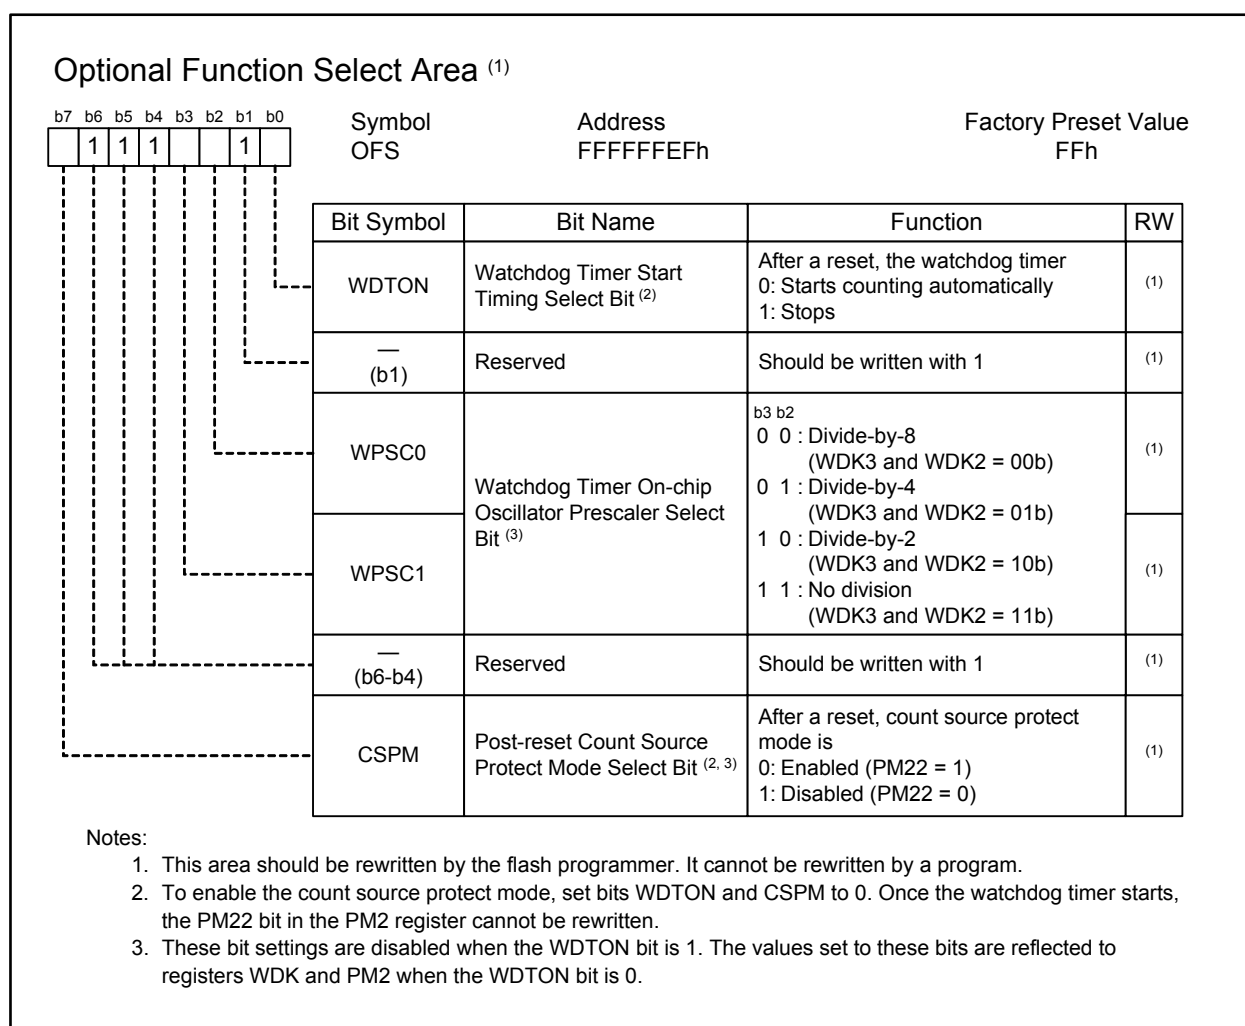 Optional Function Select Area (1)
b7 b6 b5 b4 b3 b2 b1 b0
1 1 1 1
Symbol Address Factory Preset Value
OFS FFFFFFEFh FFh
Bit Symbol Bit Name Function RW
WDTON
Watchdog Timer Start
Timing Select Bit (2)
After a reset, the watchdog timer
0: Starts counting automatically
1: Stops
(1)
—
(b1)
Reserved
Should be written with 1
(1)
WPSC0
WPSC1
Watchdog Timer On-chip
Oscillator Prescaler Select
Bit (3)
b3 b2
0 0 : Divide-by-8
(WDK3 and WDK2 = 00b)
0 1 : Divide-by-4
(WDK3 and WDK2 = 01b)
1 0 : Divide-by-2
(WDK3 and WDK2 = 10b)
1 1 : No division
(WDK3 and WDK2 = 11b)
(1)
(1)
—
(b6-b4)
Reserved
Should be written with 1
(1)
CSPM
Post-reset Count Source
Protect Mode Select Bit (2, 3)
After a reset, count source protect
mode is
0: Enabled (PM22 = 1)
1: Disabled (PM22 = 0)
(1)
Notes:
1. This area should be rewritten by the flash programmer. It cannot be rewritten by a program.
2. To enable the count source protect mode, set bits WDTON and CSPM to 0. Once the watchdog timer starts,
the PM22 bit in the PM2 register cannot be rewritten.
3. These bit settings are disabled when the WDTON bit is 1. The values set to these bits are reflected to
registers WDK and PM2 when the WDTON bit is 0.